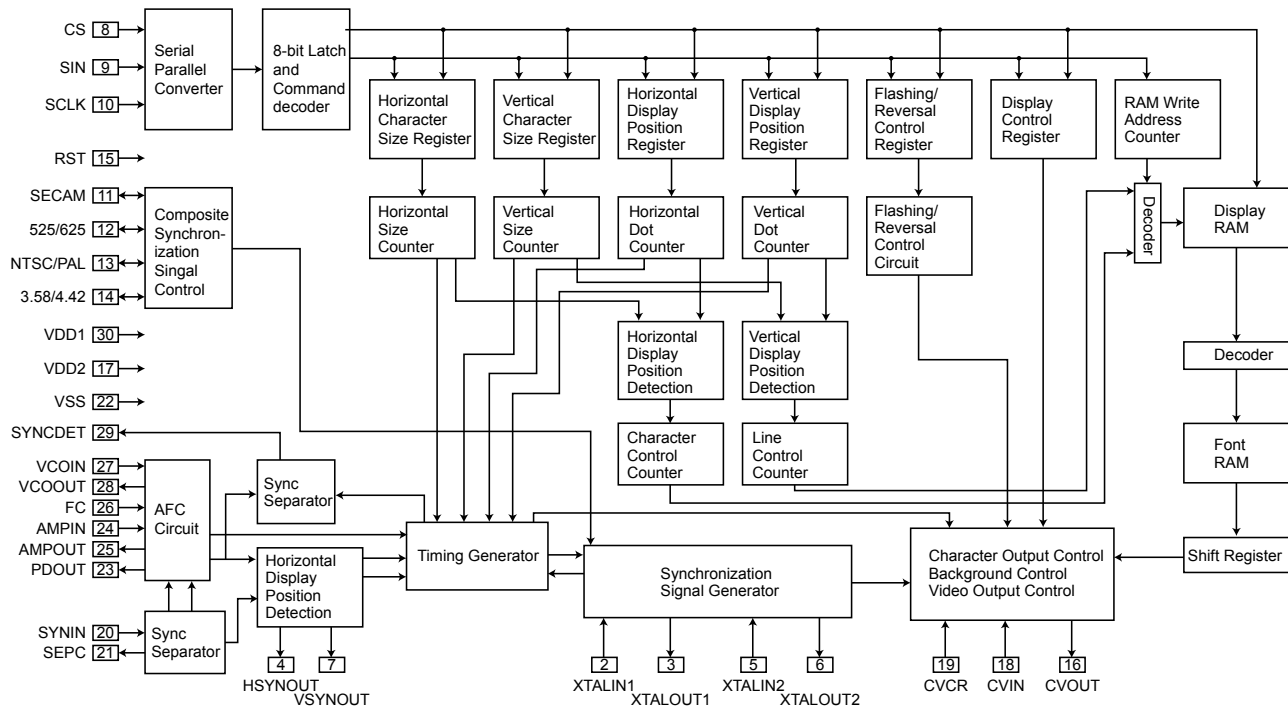 CS 8
SIN 9
SCLK 10
RST 15
SECAM 11
525/625 12
NTSC/PAL 13
3.58/4.42 14
VDD1 30
VDD2 17
VSS 22
SYNCDET 29
VCOIN 27
VCOOUT 28
FC 26
AMPIN 24
AMPOUT 25
PDOUT 23
SYNIN 20
SEPC 21
Serial
Parallel
Converter
8-bit Latch
and
Command
decoder
Horizontal
Character
Size Register
Vertical
Character
Size Register
Horizontal
Display
Position
Register
Vertical
Display
Position
Register
Flashing/
Reversal
Control
Register
Display
Control
Register
RAM Write
Address
Counter
Composite
Synchron-
ization
Singal
Control
Horizontal
Size
Counter
Vertical
Size
Counter
Horizontal
Dot
Counter
Vertical
Dot
Counter
Flashing/
Reversal
Control
Circuit
Decoder
Display
RAM
Horizontal
Display
Position
Detection
Vertical
Display
Position
Detection
Decoder
Character
Control
Counter
Line
Control
Counter
Font
RAM
AFC
Circuit
Sync
Separator
Timing Generator
Horizontal
Display
Position
Detection
Synchronization
Signal Generator
Character Output Control
Background Control
Video Output Control
Shift Register
Sync
Separator
4
HSYNOUT
7
VSYNOUT
2
XTALIN1
3
XTALOUT1
5
XTALIN2
6
XTALOUT2
19
CVCR
18
CVIN
16
CVOUT